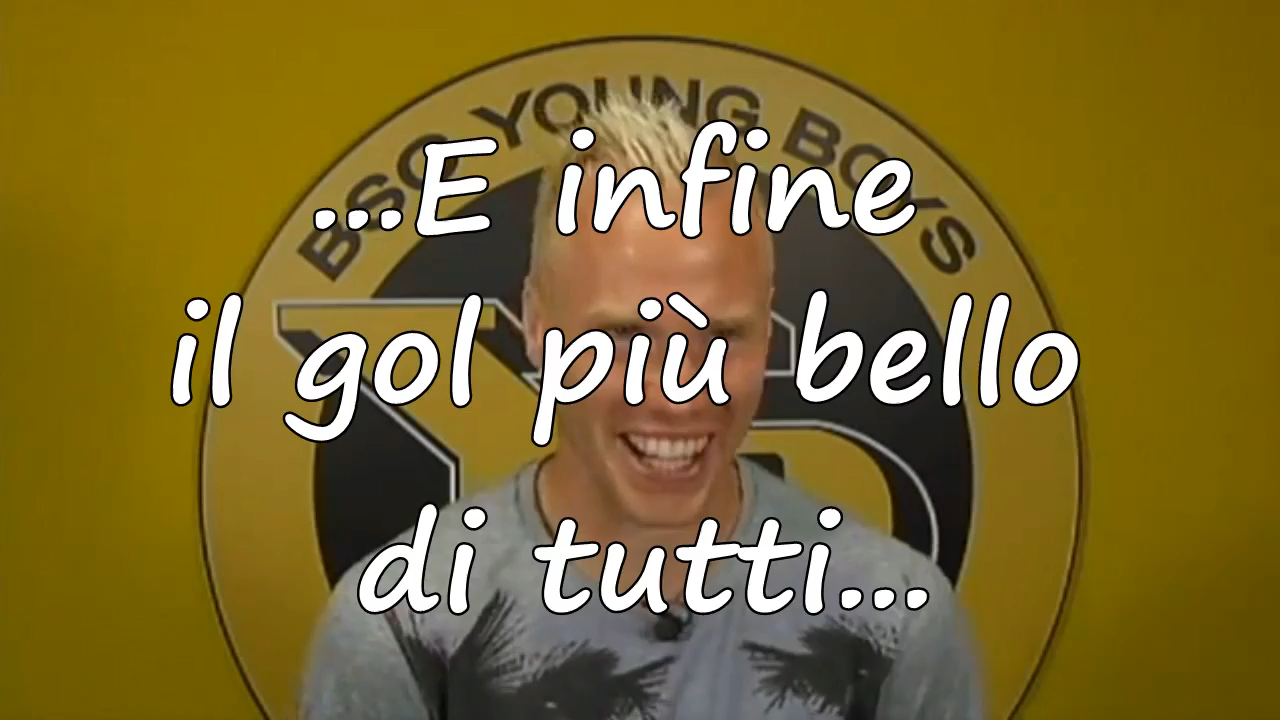 BSC YOUNG BOYS
...E infine
il gol più bello
di tutti...